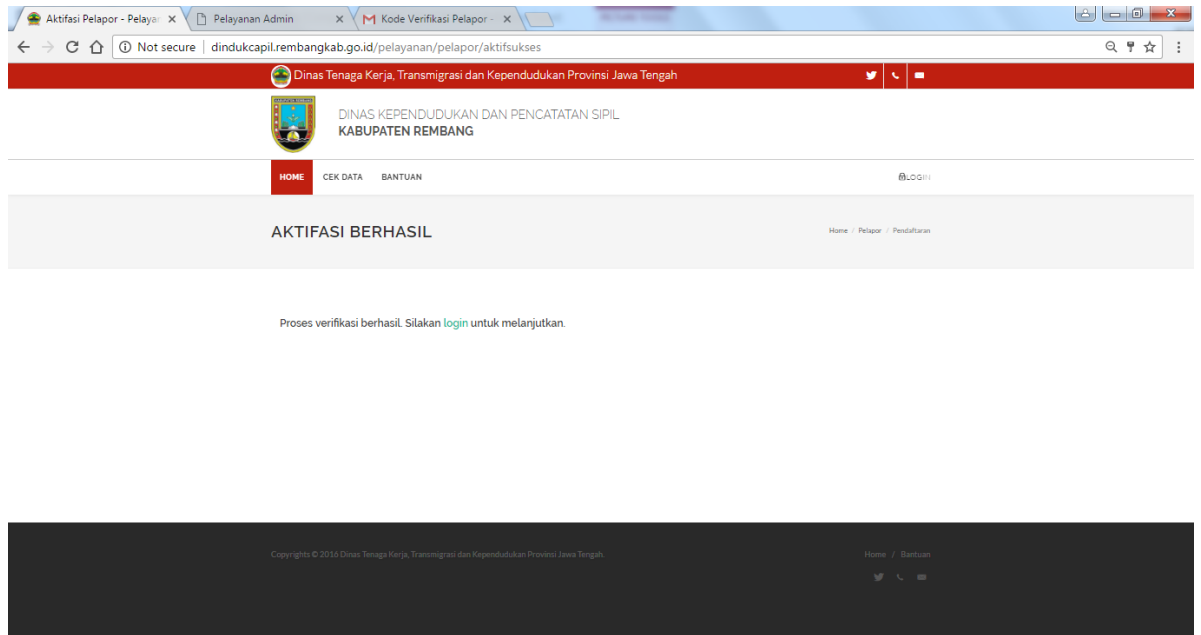 Aktifasi Pelapor - Pelayar
Pelayanan Admin
Kode Verifikasi Pelapor -
Not secure | dindukcapil.rembangkab.go.id/pelayanan/pelapor/aktifsukses
Dinas Tenaga Kerja, Transmigrasi dan Kependudukan Provinsi Jawa Tengah
DINAS KEPENDUDUKAN DAN PENCATATAN SIPIL
KABUPATEN REMBANG
HOME CEK DATA BANTUAN LOGIN
AKTIFASI BERHASIL
Home / Pelapor / Pendaftaran
Proses verifikasi berhasil. Silakan login untuk melanjutkan.
Copyrights © 2016 Dinas Tenaga Kerja, Transmigrasi dan Kependudukan Provinsi Jawa Tengah.
Home / Bantuan